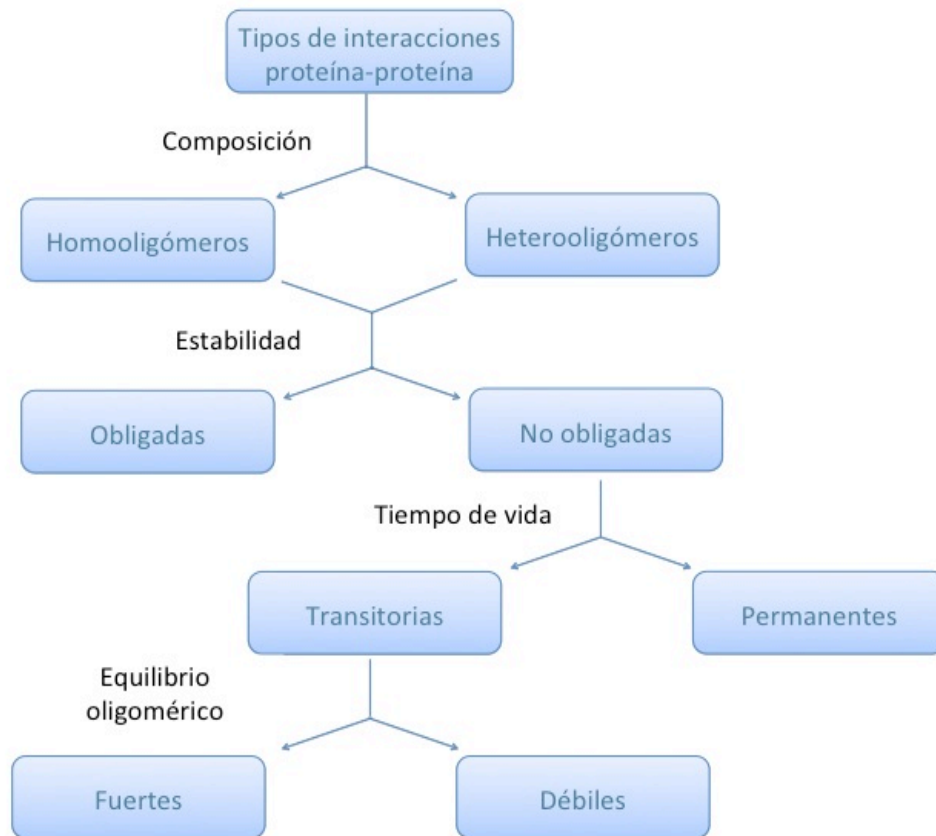 Tipos de interacciones
proteína-proteína
Composición
Homooligómeros
Heterooligómeros
Estabilidad
Obligadas
No obligadas
Tiempo de vida
Transitorias
Permanentes
Equilibrio
oligomérico
Fuertes
Débiles